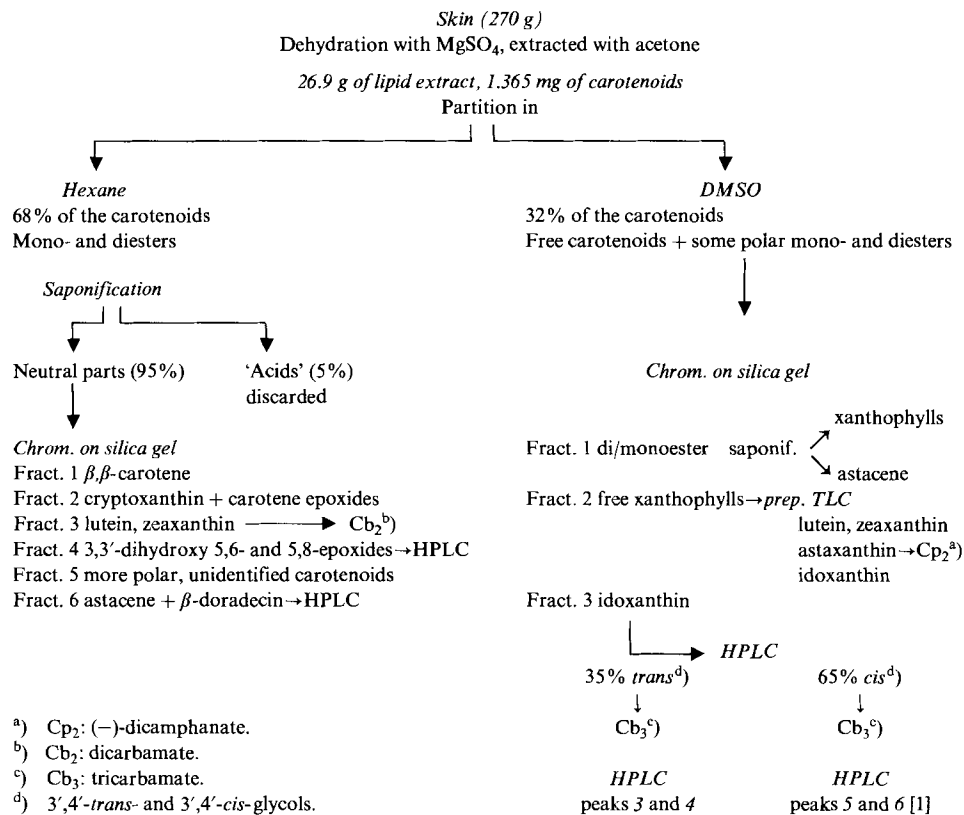 Skin (270 g)
Dehydration with MgSO₄, extracted with acetone
26.9 g of lipid extract, 1.365 mg of carotenoids
Partition in
Hexane
68% of the carotenoids
Mono- and diesters
Saponification
Neutral parts (95%)
'Acids' (5%)
discarded
Chrom. on silica gel
Fract. 1 β,β-carotene
Fract. 2 cryptoxanthin + carotene epoxides
Fract. 3 lutein, zeaxanthin → Cb₂ᵇ)
Fract. 4 3,3′-dihydroxy 5,6- and 5,8-epoxides→HPLC
Fract. 5 more polar, unidentified carotenoids
Fract. 6 astacene + β-doradecin→HPLC
DMSO
32% of the carotenoids
Free carotenoids + some polar mono- and diesters
Chrom. on silica gel
Fract. 1 di/monoester saponif.
xanthophylls
astacene
Fract. 2 free xanthophylls→prep. TLC
lutein, zeaxanthin
astaxanthin→Cp₂ᵃ)
idoxanthin
Fract. 3 idoxanthin
HPLC
35% transᵈ)
65% cisᵈ)
Cb₃ᶜ)
Cb₃ᶜ)
HPLC
peaks 3 and 4
HPLC
peaks 5 and 6 [1]
ᵃ) Cp₂: (−)-dicamphanate.
ᵇ) Cb₂: dicarbamate.
ᶜ) Cb₃: tricarbamate.
ᵈ) 3′,4′-trans- and 3′,4′-cis-glycols.